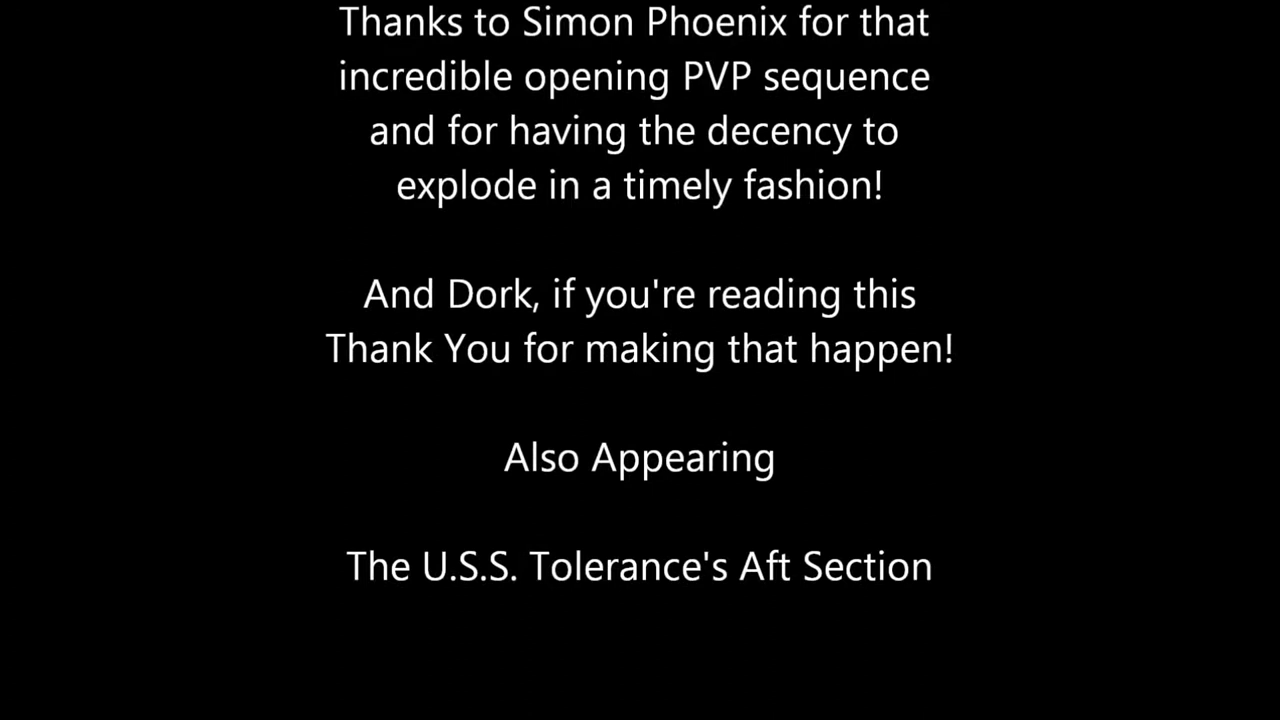 Thanks to Simon Phoenix for that
incredible opening PVP sequence
and for having the decency to
explode in a timely fashion!
And Dork, if you're reading this
Thank You for making that happen!
Also Appearing
The U.S.S. Tolerance's Aft Section